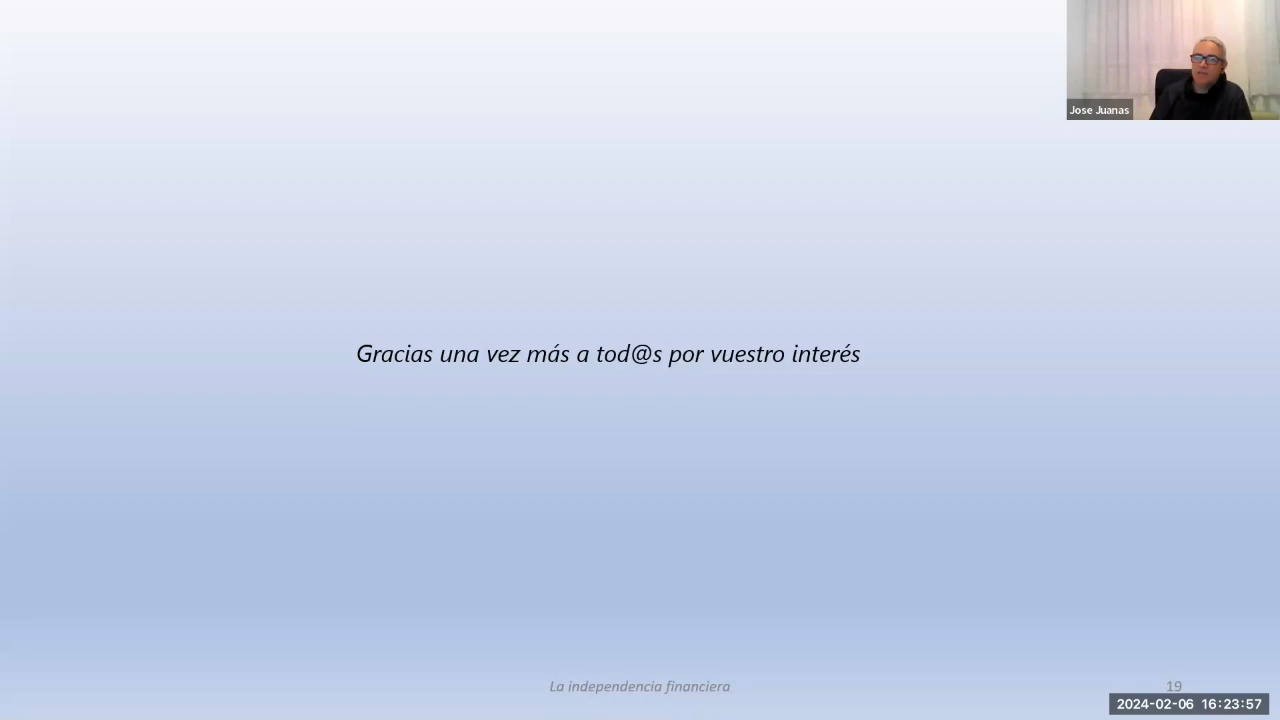 Jose Juanas
Gracias una vez más a tod@s por vuestro interés
La independencia financiera
19
2024-02-06 16:23:57